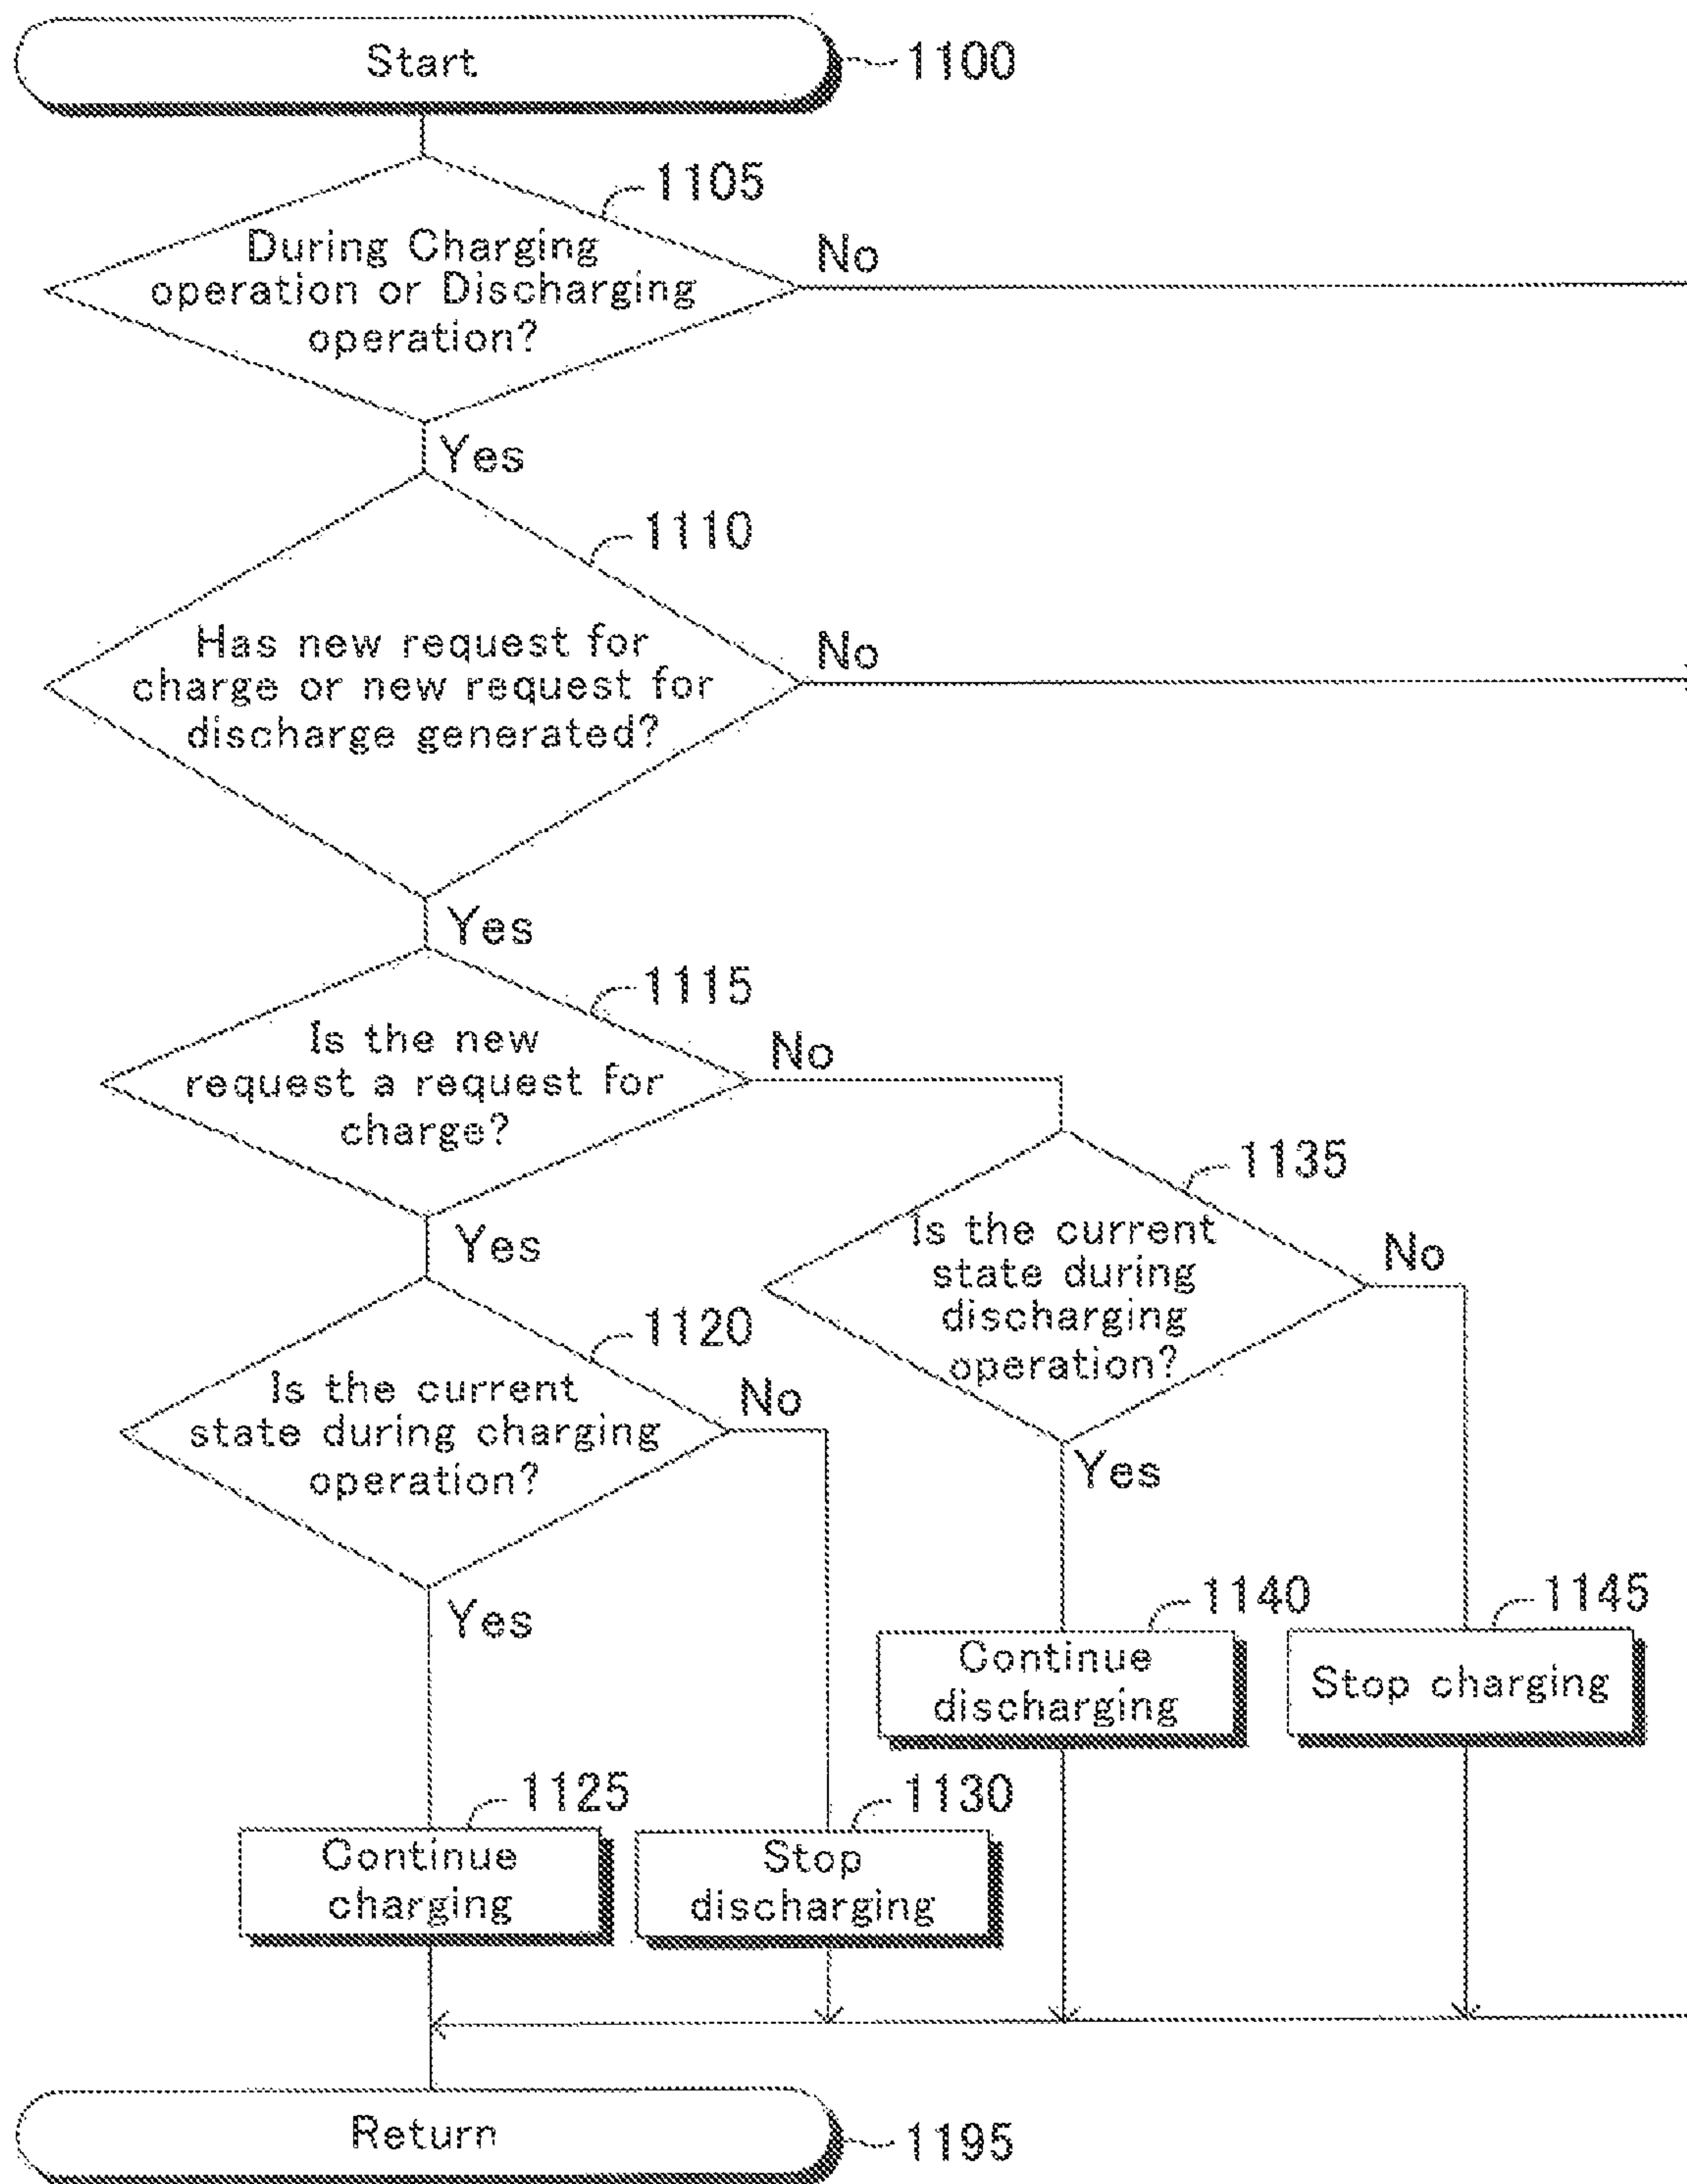 Start
1100
1105
During Charging
operation or Discharging
operation?
No
Yes
1110
Has new request for
charge or new request for
discharge generated?
No
Yes
1115
Is the new
request a request for
charge?
No
Yes
1135
Is the current
state during
discharging
operation?
No
Yes
1120
Is the current
state during charging
operation?
No
Yes
1140
Continue
discharging
1145
Stop charging
1125
Continue
charging
1130
Stop
discharging
Return
1195